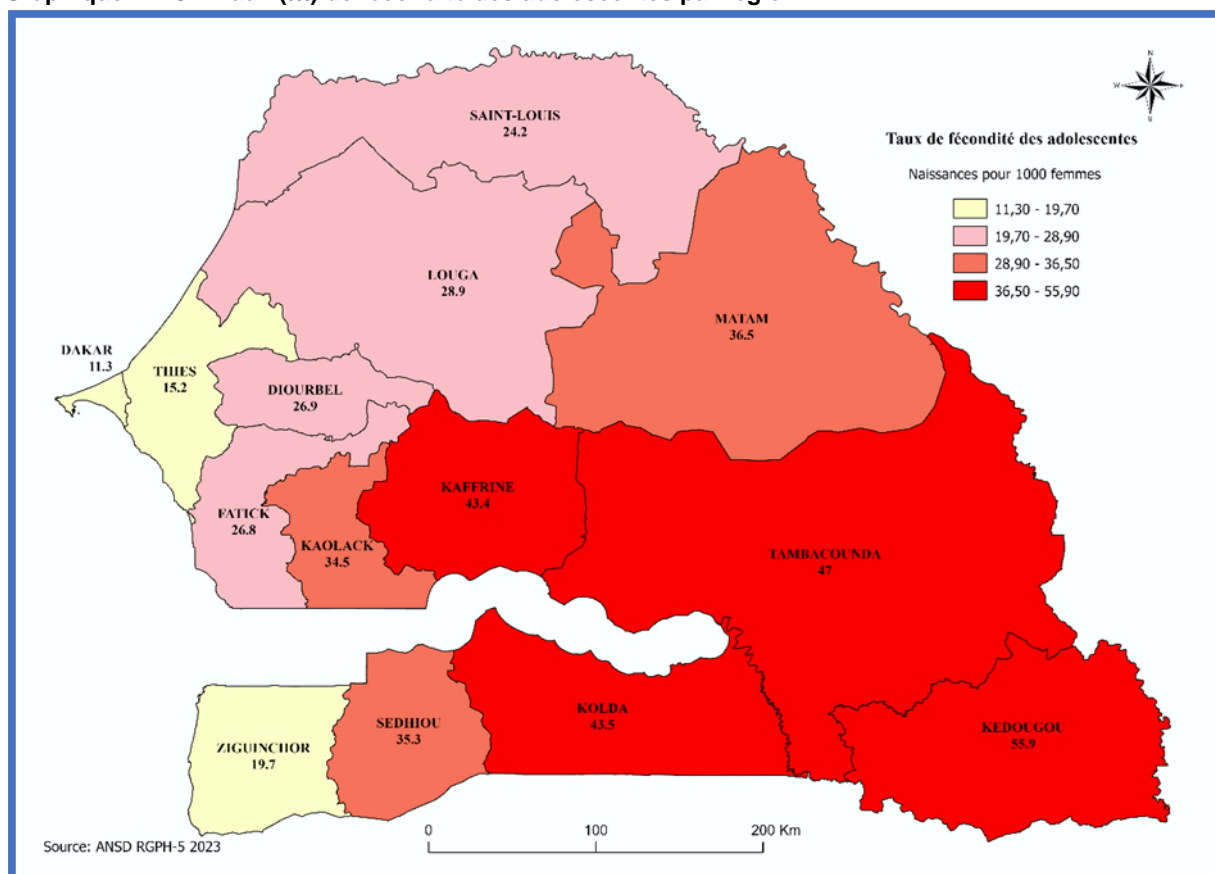 N
W
SAINT-LOUIS
24.2
Taux de fécondité des adolescentes
Naissances pour 1000 femmes
11,30 - 19,70
19,70 - 28,90
28,90 - 36,50
36,50 - 55,90
LOUGA
28.9
MATAM
36.5
DAKAR
11.3
THIES
15.2
DIOURBEL
26.9
KAFFRINE
43.4
FATICK
26.8
KAOLACK
34.5
TAMBACOUNDA
47
ZIGUINCHOR
19.7
SEDHIOU
35.3
KOLDA
43.5
KEDOUGOU
55.9
0 100 200 Km
Source: ANSD RGPH-5 2023